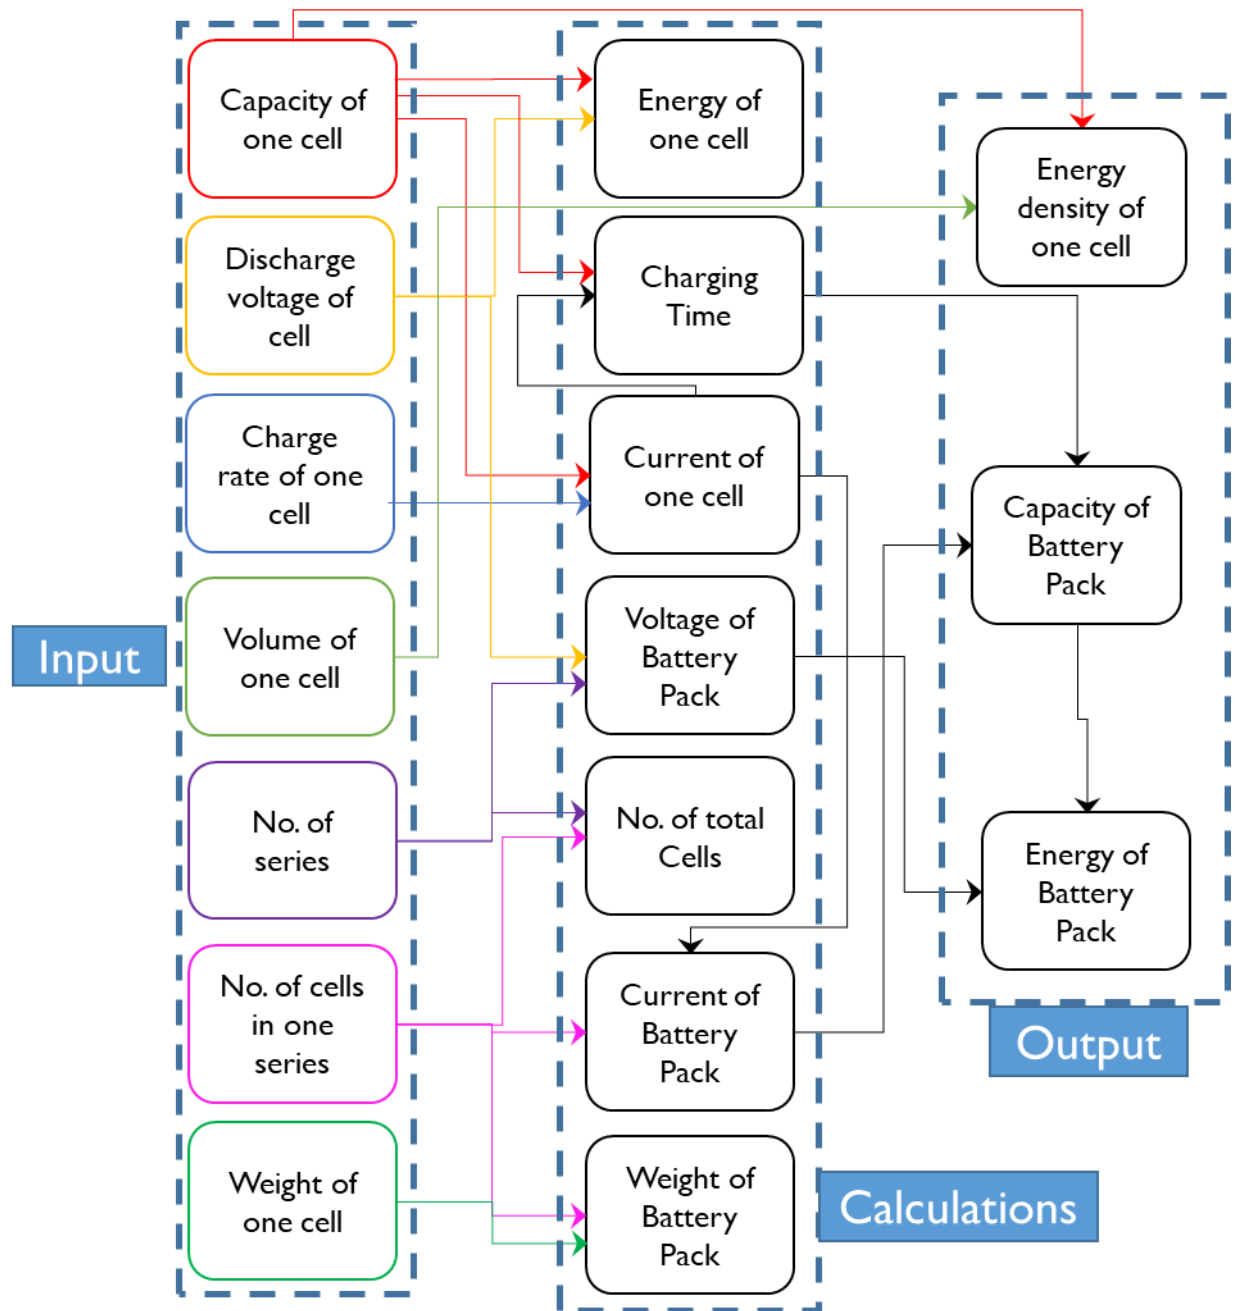 Capacity of
one cell
Discharge
voltage of
cell
Charge
rate of one
cell
Volume of
one cell
No. of
series
No. of cells
in one
series
Weight of
one cell
Input
Energy of
one cell
Charging
Time
Current of
one cell
Voltage of
Battery
Pack
No. of total
Cells
Current of
Battery
Pack
Weight of
Battery
Pack
Calculations
Energy
density of
one cell
Capacity of
Battery
Pack
Energy of
Battery
Pack
Output